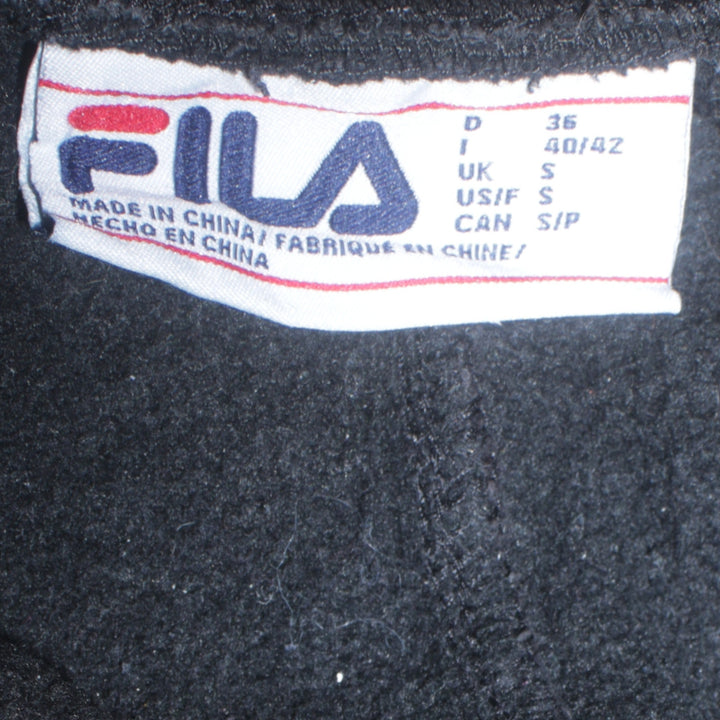 FILA
MADE IN CHINA/ FABRIQUE EN CHINE/
HECHO EN CHINA
D 36
I 40/42
UK S
US/F S
CAN S/P